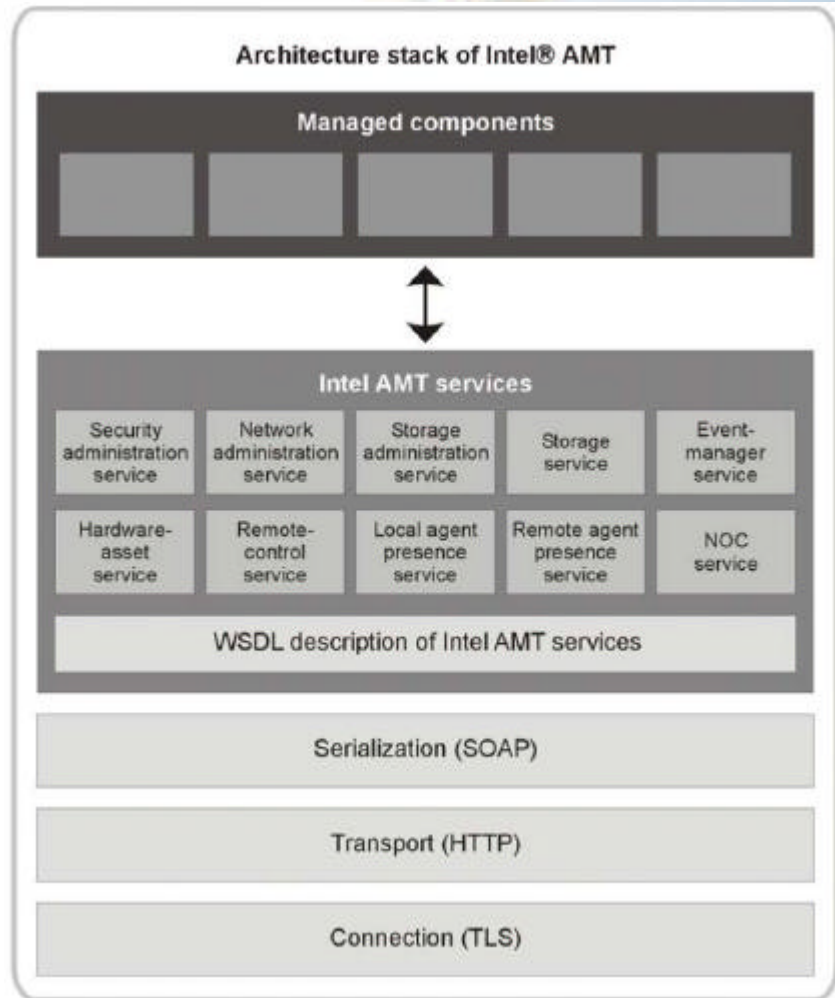 Architecture stack of Intel® AMT
Managed components
Intel AMT services
Security
administration
service
Network
administration
service
Storage
administration
service
Storage
service
Event-
manager
service
Hardware-
asset
service
Remote-
control
service
Local agent
presence
service
Remote agent
presence
service
NOC
service
WSDL description of Intel AMT services
Serialization (SOAP)
Transport (HTTP)
Connection (TLS)